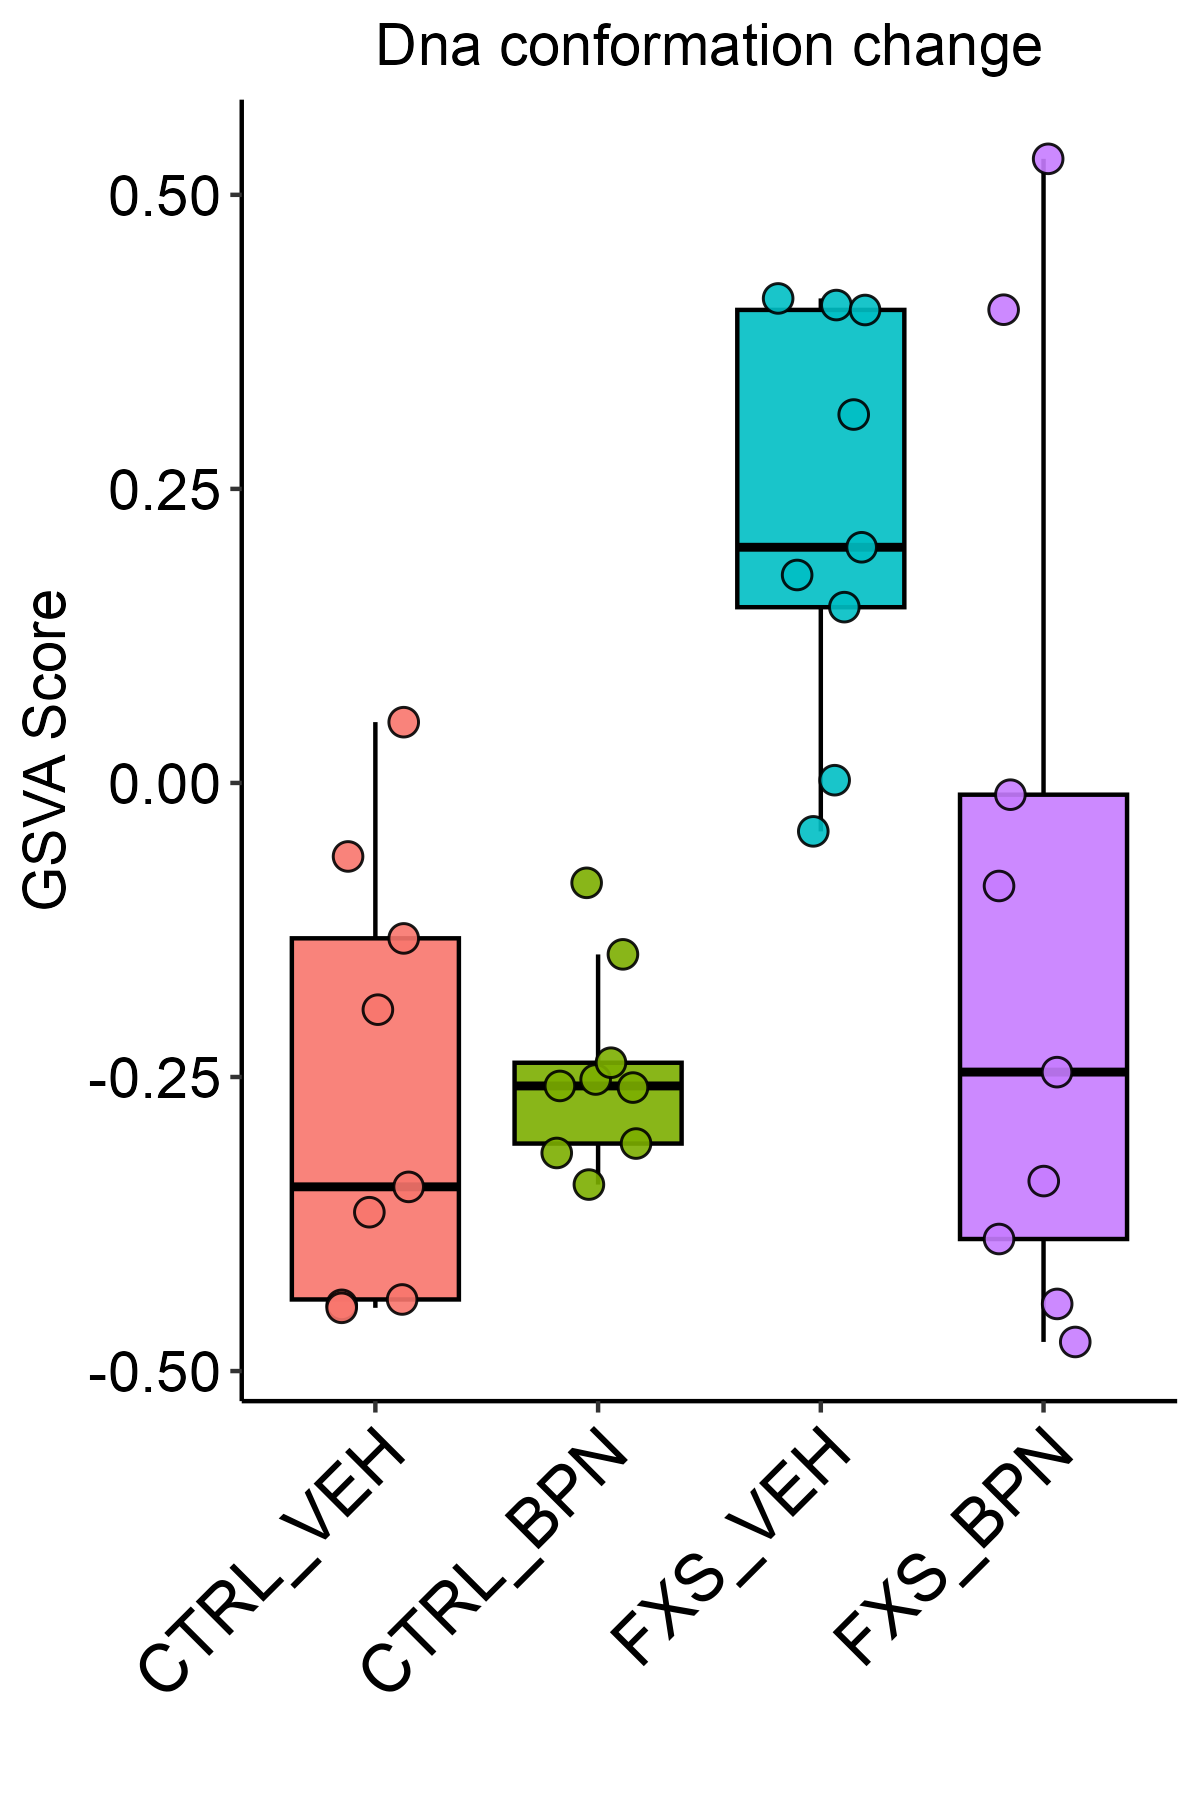 Dna conformation change
GSVA Score
0.50
0.25
0.00
-0.25
-0.50
CTRL_VEH
CTRL_BPN
FXS_VEH
FXS_BPN